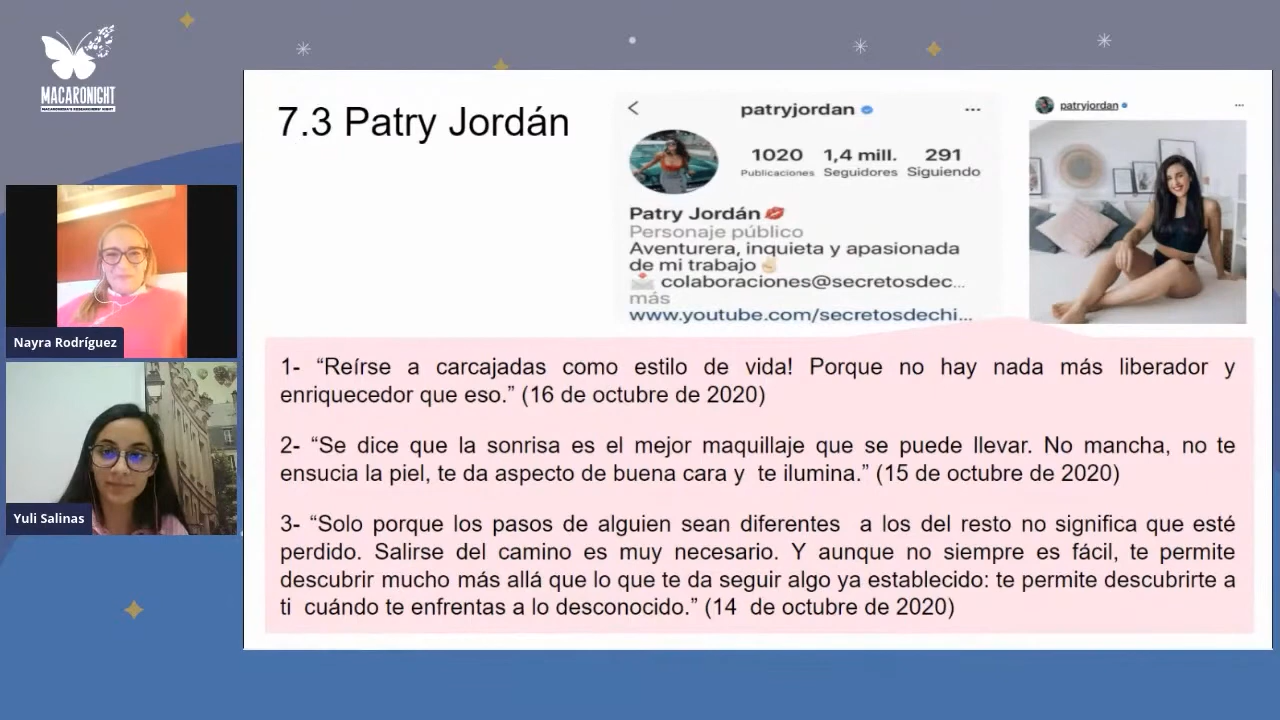 MACARONIGHT
MACARONESIA'S RESEARCHERS' NIGHT
Nayra Rodríguez
Yuli Salinas
7.3 Patry Jordán
patryjordan
1020 1,4 mill. 291
Publicaciones Seguidores Siguiendo
Patry Jordán
Personaje público
Aventurera, inquieta y apasionada
de mi trabajo
colaboraciones@secretosdec...
más
www.youtube.com/secretosdechi...
patryjordan
1- “Reírse a carcajadas como estilo de vida! Porque no hay nada más liberador y
enriquecedor que eso.” (16 de octubre de 2020)
2- “Se dice que la sonrisa es el mejor maquillaje que se puede llevar. No mancha, no te
ensucia la piel, te da aspecto de buena cara y te ilumina.” (15 de octubre de 2020)
3- “Solo porque los pasos de alguien sean diferentes a los del resto no significa que esté
perdido. Salirse del camino es muy necesario. Y aunque no siempre es fácil, te permite
descubrir mucho más allá que lo que te da seguir algo ya establecido: te permite descubrirte a
ti cuándo te enfrentas a lo desconocido.” (14 de octubre de 2020)